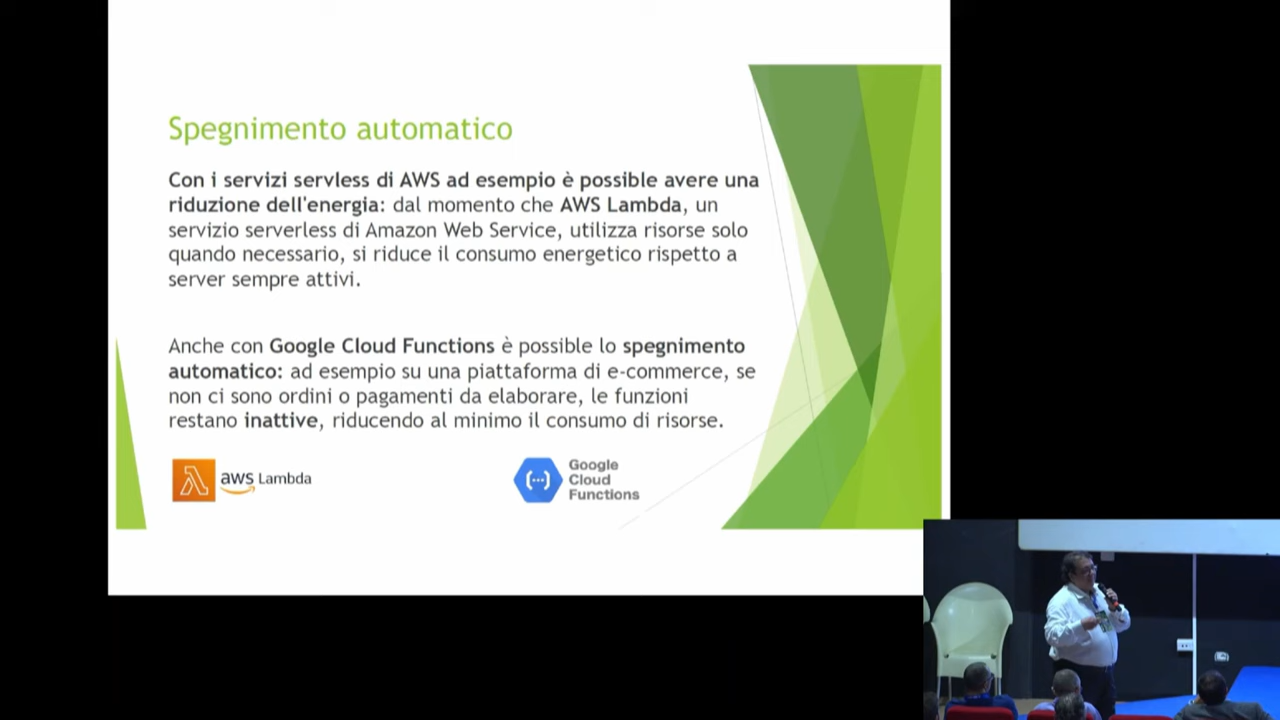 Spegnimento automatico
Con i servizi servless di AWS ad esempio è possibile avere una
riduzione dell'energia: dal momento che AWS Lambda, un
servizio serverless di Amazon Web Service, utilizza risorse solo
quando necessario, si riduce il consumo energetico rispetto a
server sempre attivi.
Anche con Google Cloud Functions è possibile lo spegnimento
automatico: ad esempio su una piattaforma di e-commerce, se
non ci sono ordini o pagamenti da elaborare, le funzioni
restano inattive, riducendo al minimo il consumo di risorse.
aws Lambda
Google
Cloud
Functions